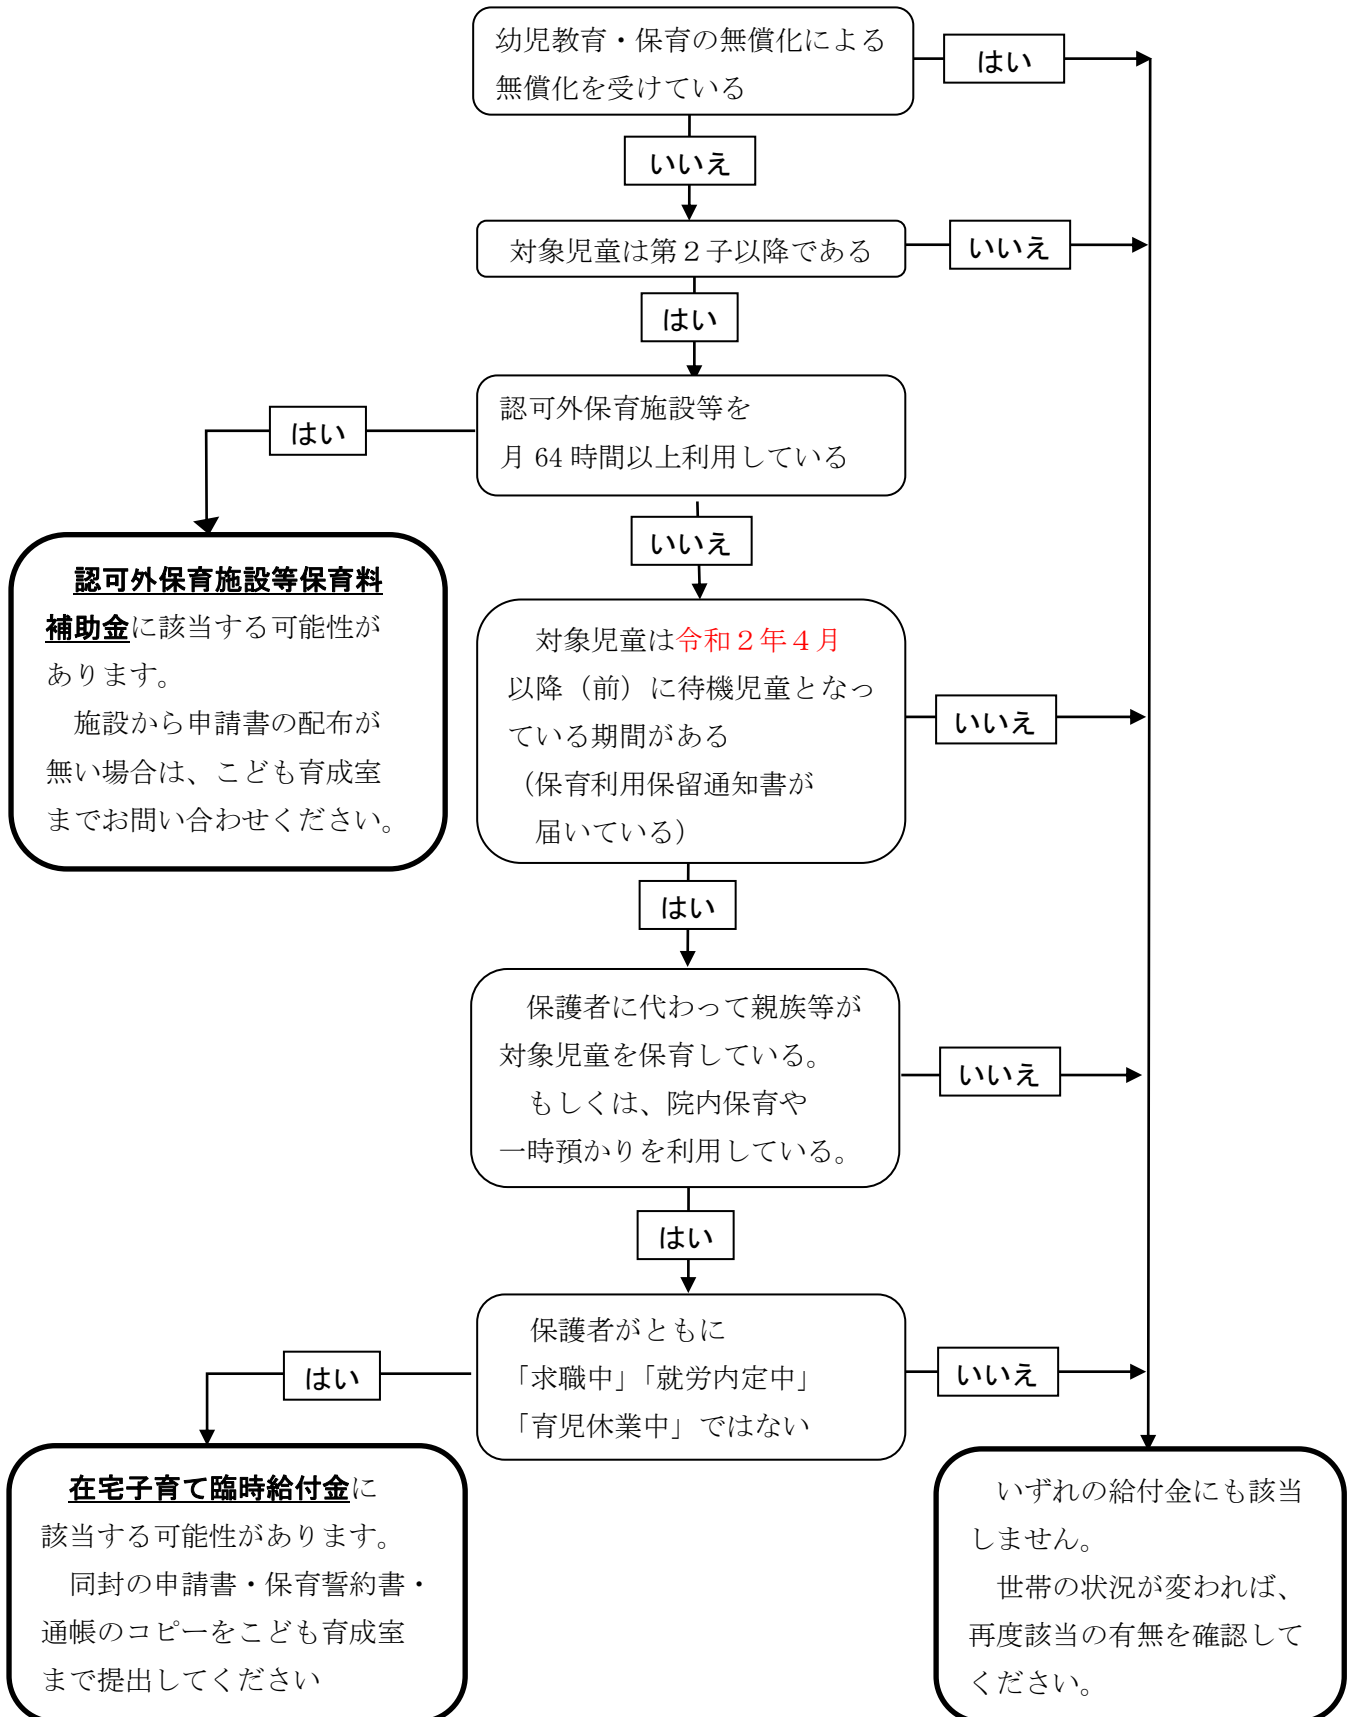 幼児教育・保育の無償化による
無償化を受けている
はい
いいえ
対象児童は第２子以降である
いいえ
はい
認可外保育施設等を
月 64 時間以上利用している
はい
いいえ
認可外保育施設等保育料
補助金に該当する可能性が
あります。
施設から申請書の配布が
無い場合は、こども育成室
までお問い合わせください。
対象児童は令和２年４月
以降（前）に待機児童となっ
ている期間がある
（保育利用保留通知書が
届いている）
いいえ
はい
保護者に代わって親族等が
対象児童を保育している。
もしくは、院内保育や
一時預かりを利用している。
いいえ
はい
保護者がともに
「求職中」「就労内定中」
「育児休業中」ではない
はい
いいえ
在宅子育て臨時給付金に
該当する可能性があります。
同封の申請書・保育誓約書・
通帳のコピーをこども育成室
まで提出してください
いずれの給付金にも該当
しません。
世帯の状況が変われば、
再度該当の有無を確認して
ください。